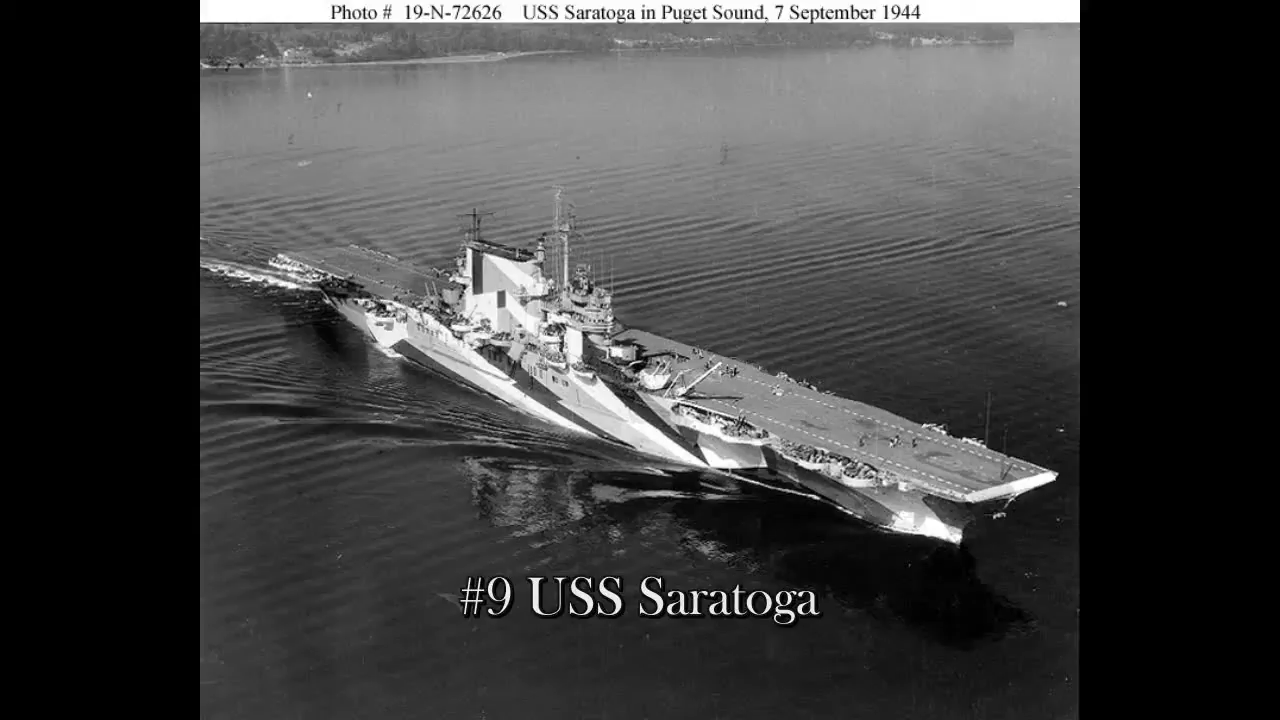 Photo # 19-N-72626 USS Saratoga in Puget Sound, 7 September 1944
#9 USS Saratoga